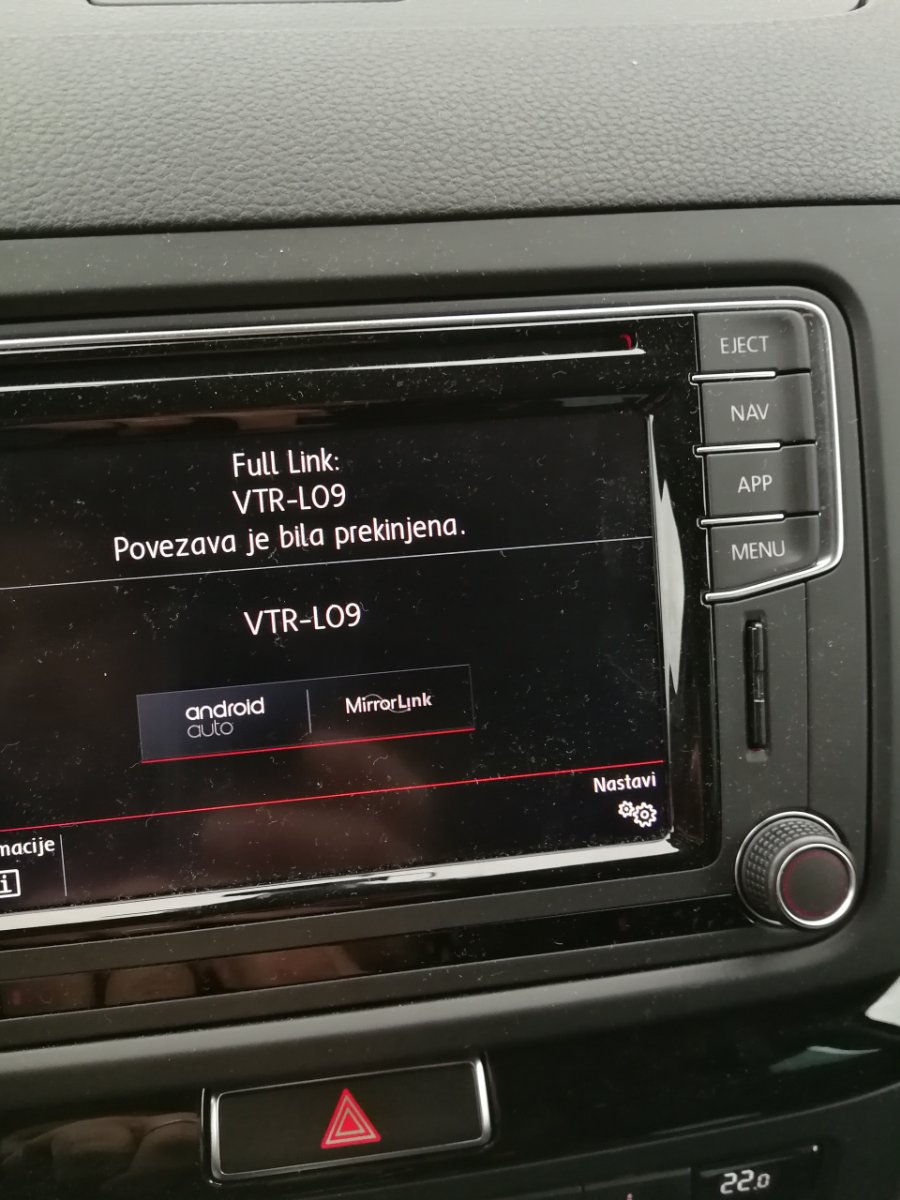 EJECT
NAV
APP
MENU
Full Link:
VTR-L09
Povezava je bila prekinjena.
VTR-L09
android
auto
MirrorLink
Nastavi
macije
i
22.0